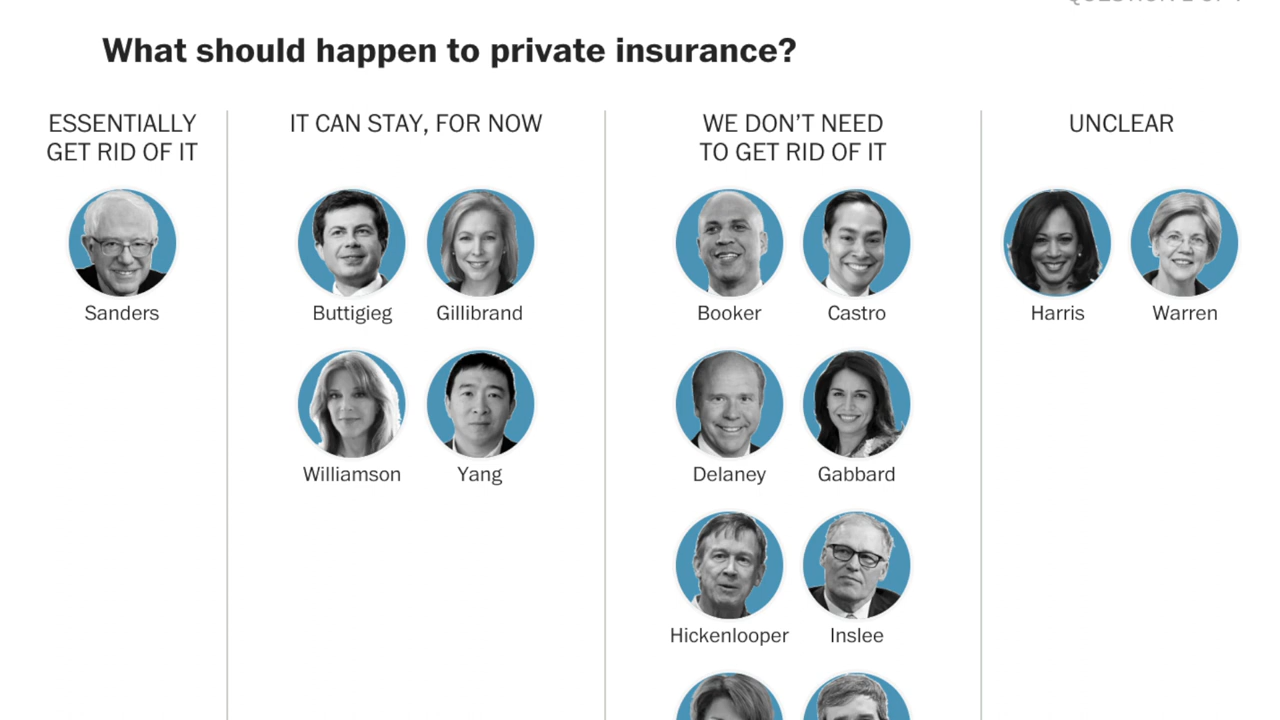 What should happen to private insurance?
ESSENTIALLY
GET RID OF IT
IT CAN STAY, FOR NOW
WE DON’T NEED
TO GET RID OF IT
UNCLEAR
Sanders
Buttigieg
Gillibrand
Booker
Castro
Harris
Warren
Williamson
Yang
Delaney
Gabbard
Hickenlooper
Inslee